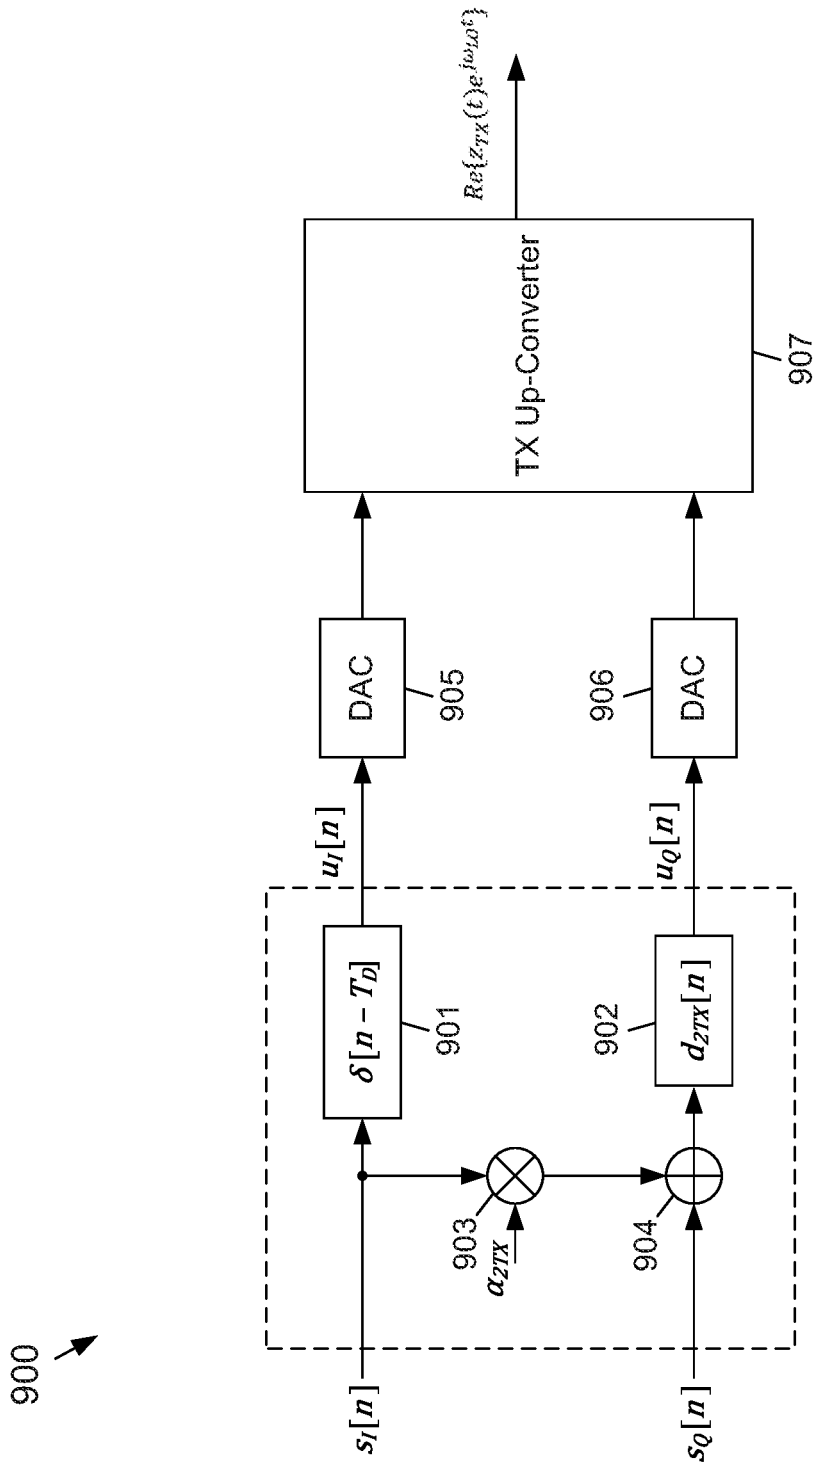 900
s_I[n]
δ[n − T_D]
901
u_I[n]
DAC
905
903
α_2TX
904
s_Q[n]
902
d_2TX[n]
u_Q[n]
906
DAC
TX Up-Converter
907
Re{z_TX(t)e^{jω_LO t}}